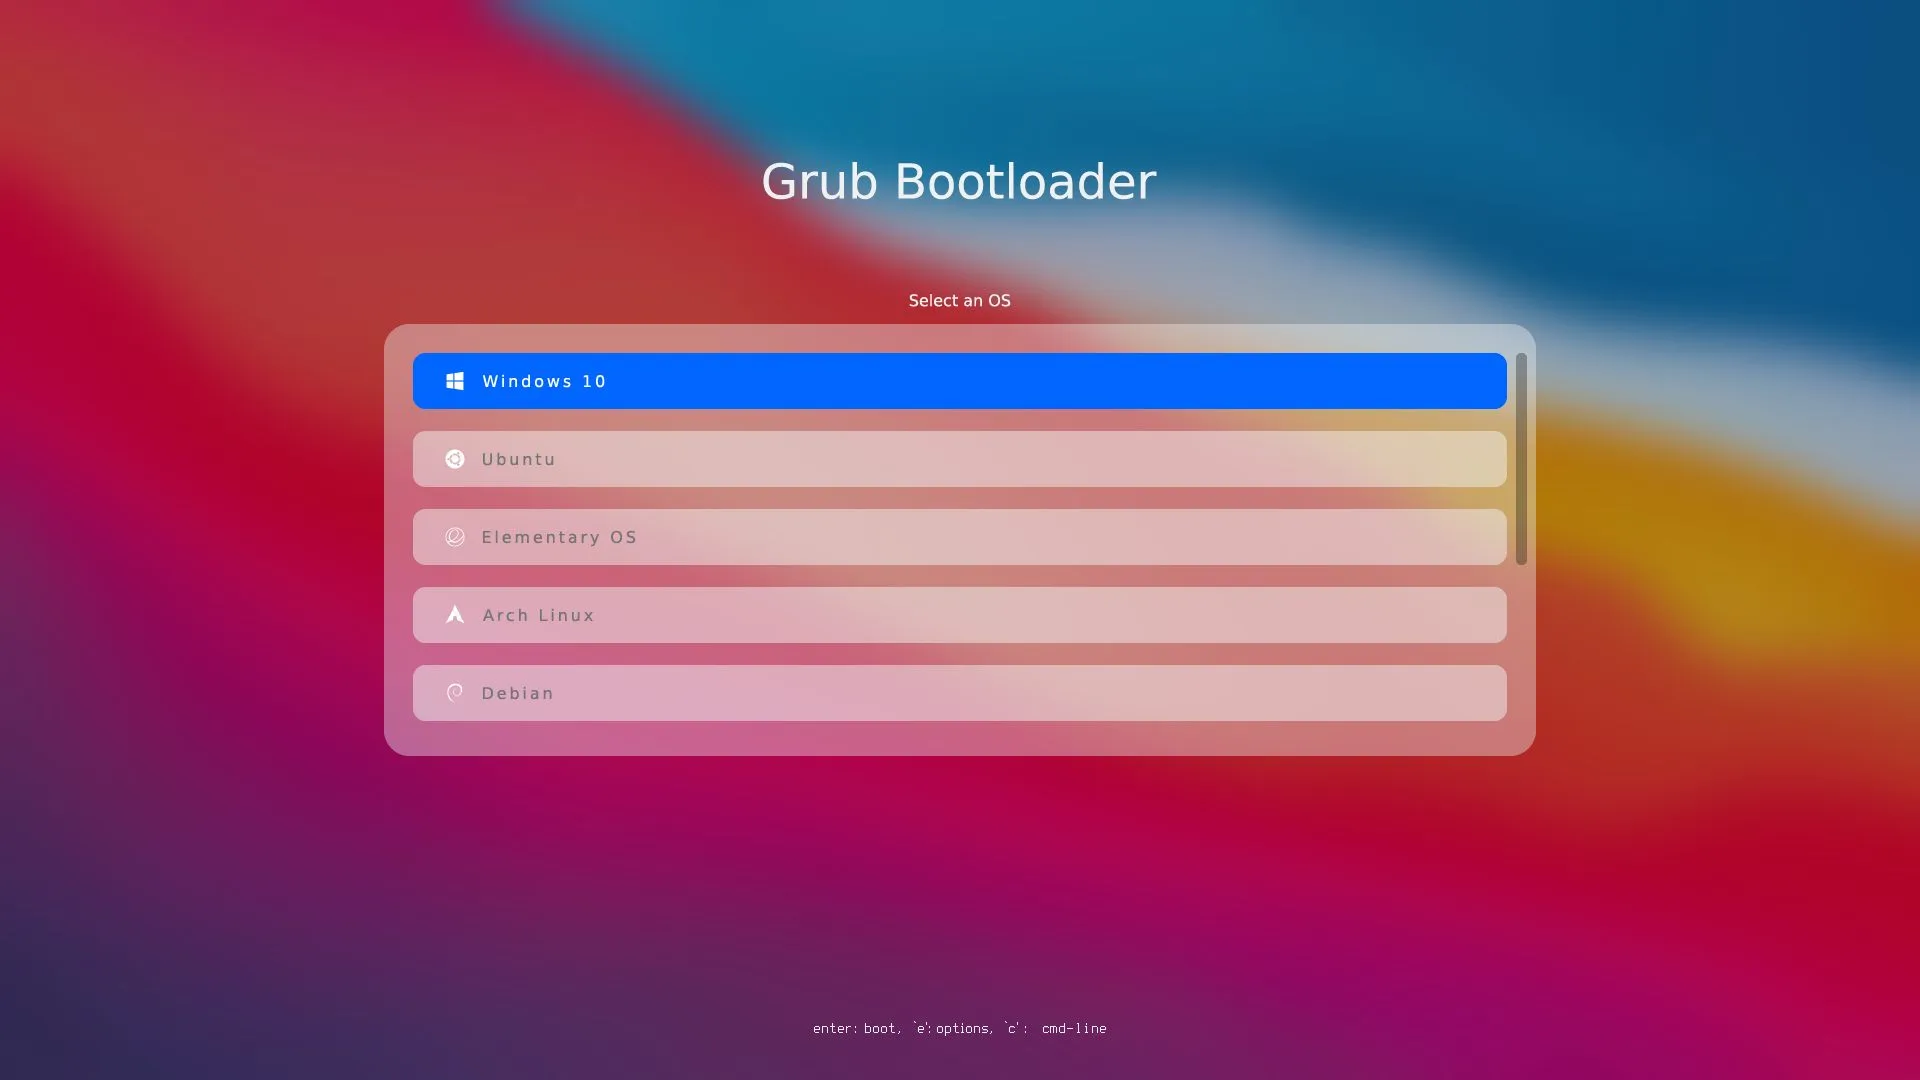 Grub Bootloader
Select an OS
Windows 10
Ubuntu
Elementary OS
Arch Linux
Debian
enter: boot, `e': options, `c': cmd-line